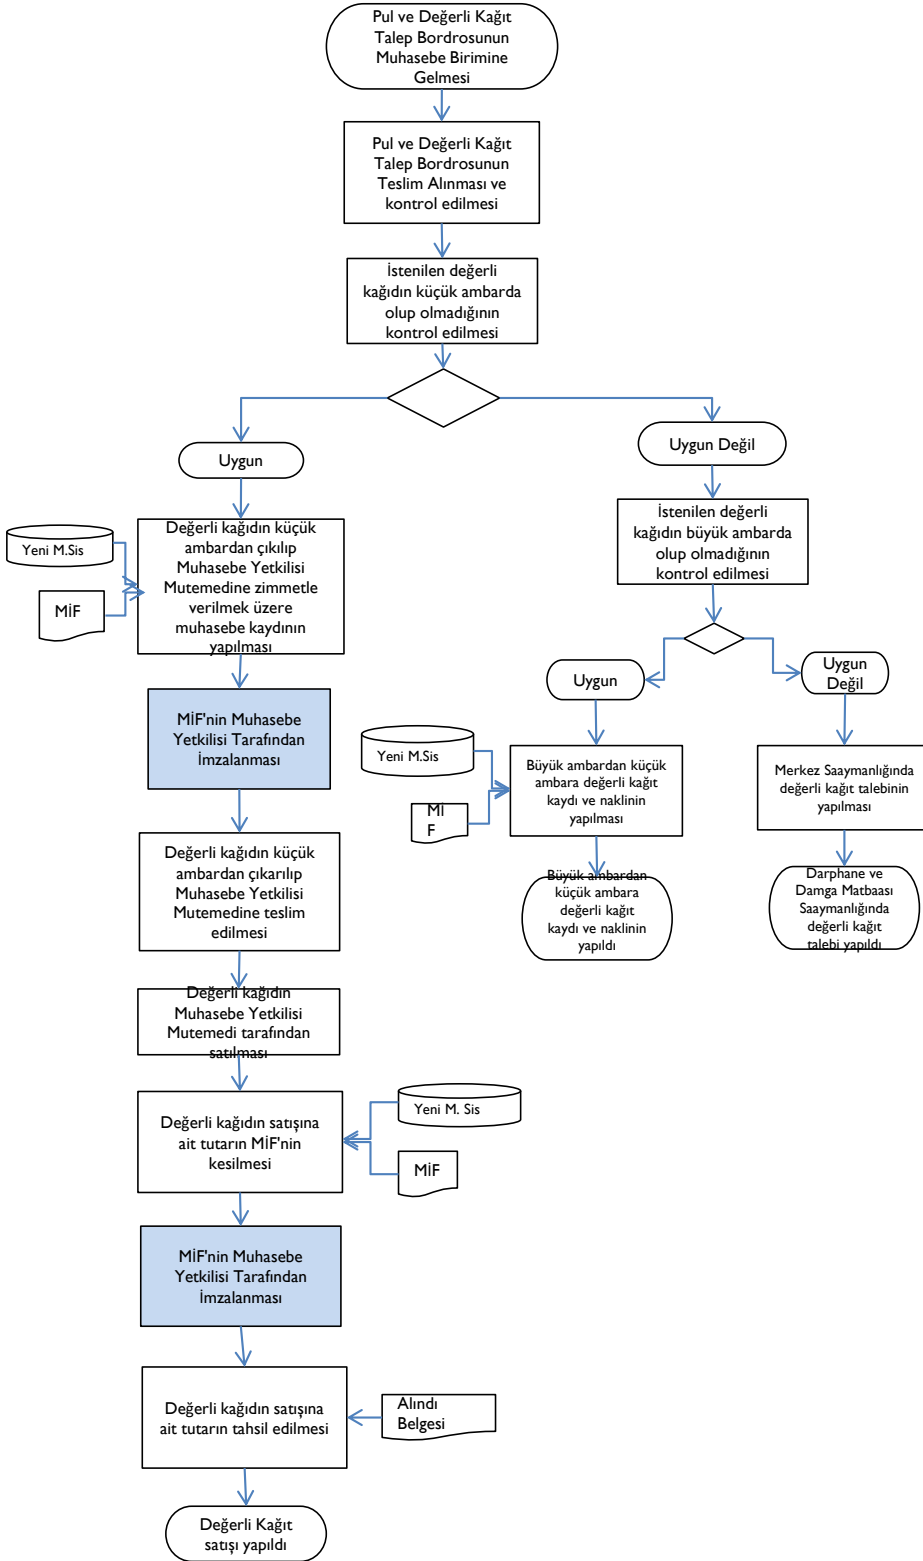 Pul ve Değerli Kağıt
Talep Bordrosunun
Muhasebe Birimine
Gelmesi
Pul ve Değerli Kağıt
Talep Bordrosunun
Teslim Alınması ve
kontrol edilmesi
İstenilen değerli
kağıdın küçük ambarda
olup olmadığının
kontrol edilmesi
Uygun
Uygun Değil
Yeni M.Sis
MİF
Değerli kağıdın küçük
ambardan çıkılıp
Muhasebe Yetkilisi
Mutemedine zimmetle
verilmek üzere
muhasebe kaydının
yapılması
İstenilen değerli
kağıdın büyük ambarda
olup olmadığının
kontrol edilmesi
Uygun
Uygun
Değil
MİF'nin Muhasebe
Yetkilisi Tarafından
İmzalanması
Yeni M.Sis
Mİ
F
Büyük ambardan küçük
ambara değerli kağıt
kaydı ve naklinin
yapılması
Merkez Saaymanlığında
değerli kağıt talebinin
yapılması
Değerli kağıdın küçük
ambardan çıkarılıp
Muhasebe Yetkilisi
Mutemedine teslim
edilmesi
Büyük ambardan
küçük ambara
değerli kağıt
kaydı ve naklinin
yapıldı
Darphane ve
Damga Matbaası
Saaymanlığında
değerli kağıt
talebi yapıldı
Değerli kağıdın
Muhasebe Yetkilisi
Mutemedi tarafından
satılması
Değerli kağıdın satışına
ait tutarın MİF'nin
kesilmesi
Yeni M. Sis
MİF
MİF'nin Muhasebe
Yetkilisi Tarafından
İmzalanması
Değerli kağıdın satışına
ait tutarın tahsil edilmesi
Alındı
Belgesi
Değerli Kağıt
satışı yapıldı